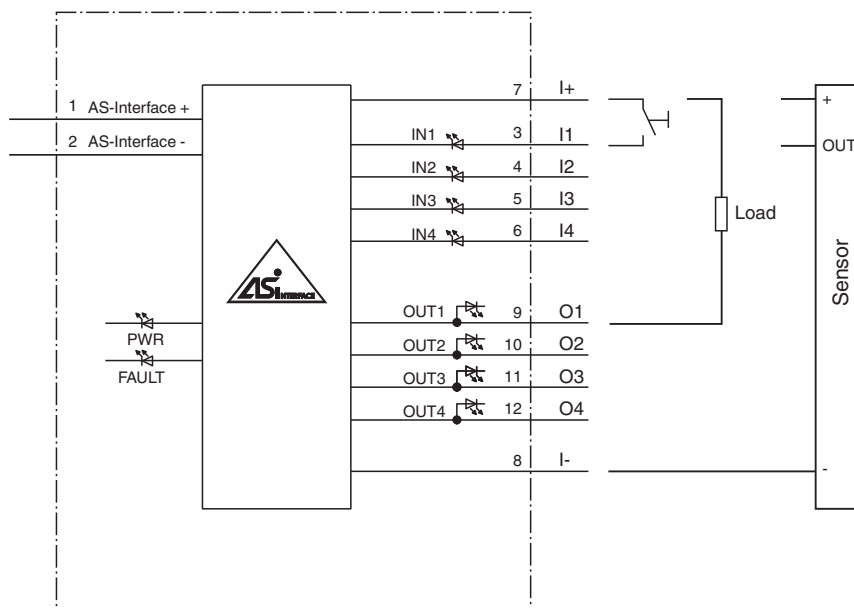 1 AS-Interface +
2 AS-Interface -
7 I+
IN1 3 I1
IN2 4 I2
IN3 5 I3
IN4 6 I4
ASi INTERFACE
OUT1 9 O1
OUT2 10 O2
OUT3 11 O3
OUT4 12 O4
8 I-
PWR
FAULT
Load
+
OUT
Sensor
-